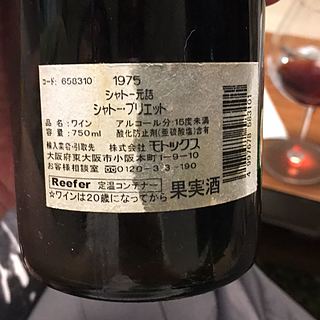 コード: 658310 1975
シャトー元詰
シャトー・ブリエット
品名:ワイン アルコール分:15度未満
容量:750ml 酸化防止剤(亜硫酸塩)含有
輸入業者・引取先 株式会社 モトックス
大阪府東大阪市小阪本町1-9-10
お客様相談室 0120-3 3-190
Reefer 定温コンテナー 果実酒
☆ワインは20歳になってから